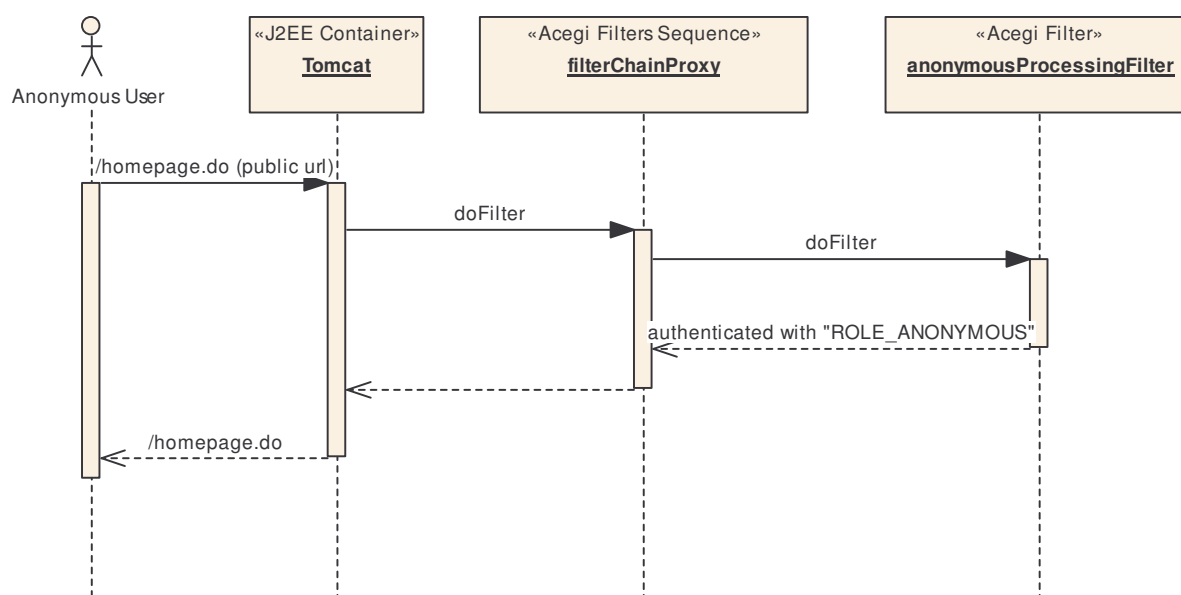 «J2EE Container»
Tomcat
«Acegi Filters Sequence»
filterChainProxy
«Acegi Filter»
anonymousProcessingFilter
Anonymous User
/homepage.do (public url)
doFilter
doFilter
authenticated with "ROLE_ANONYMOUS"
/homepage.do